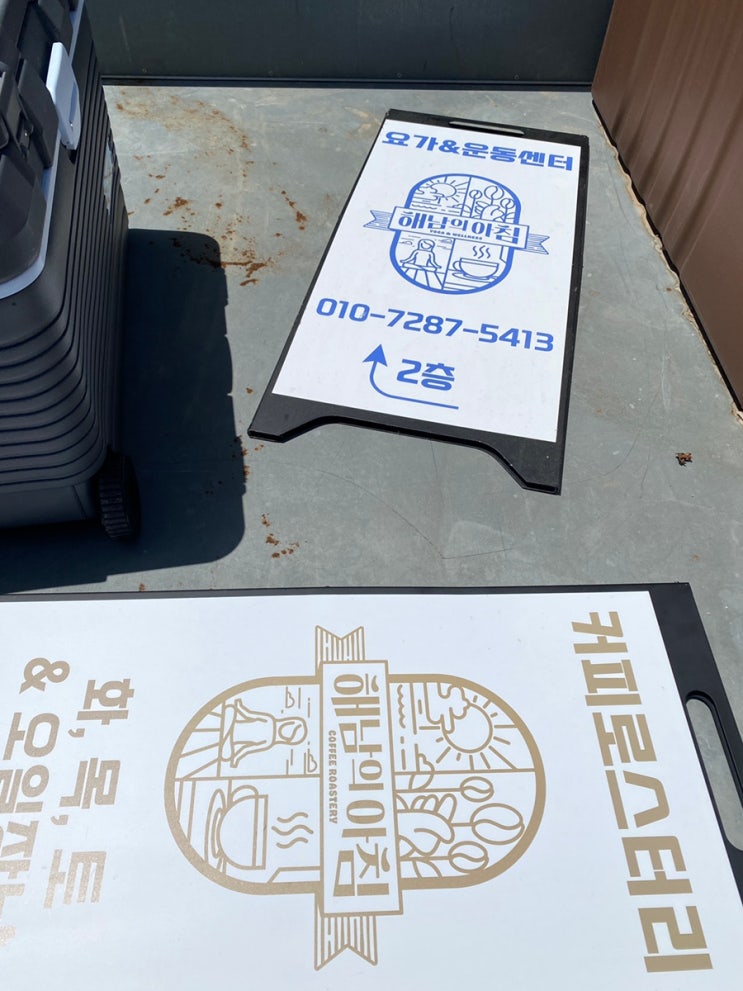 요가&운동센터
해남의아침
YOGA & WELLNESS
010-7287-5413
2층
커피로스터리
해남의아침
COFFEE ROASTERY
화, 목, 토
& 오일장